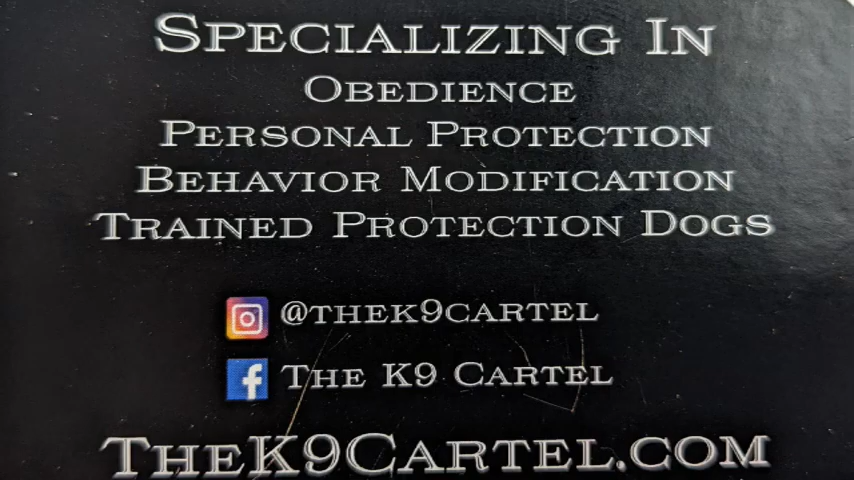 SPECIALIZING IN
OBEDIENCE
PERSONAL PROTECTION
BEHAVIOR MODIFICATION
TRAINED PROTECTION DOGS
@THEK9CARTEL
THE K9 CARTEL
THEK9CARTEL.COM